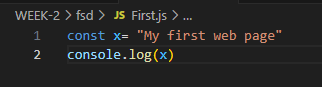 WEEK-2 > fsd > JS First.js > ...
1 const x= "My first web page"
2 console.log(x)